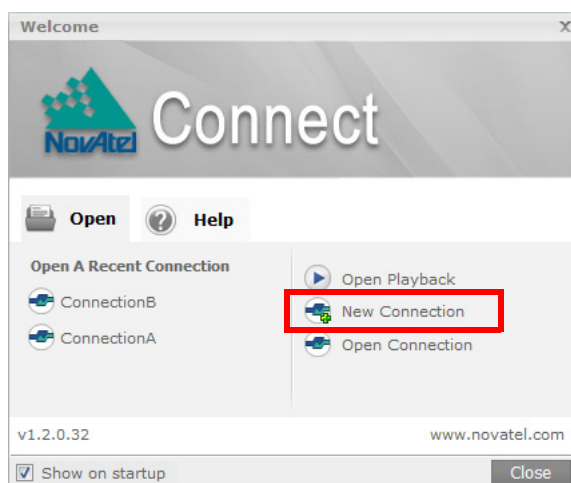 Welcome
X
NovAtel
Connect
Open
Help
Open A Recent Connection
ConnectionB
ConnectionA
Open Playback
New Connection
Open Connection
v1.2.0.32
www.novatel.com
Show on startup
Close